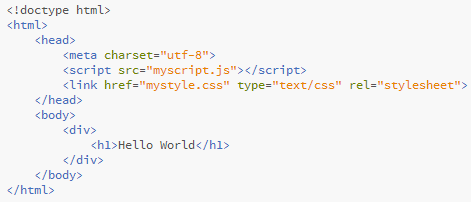 <!doctype html>
<html>
    <head>
        <meta charset="utf-8">
        <script src="myscript.js"></script>
        <link href="mystyle.css" type="text/css" rel="stylesheet">
    </head>
    <body>
        <div>
            <h1>Hello World</h1>
        </div>
    </body>
</html>